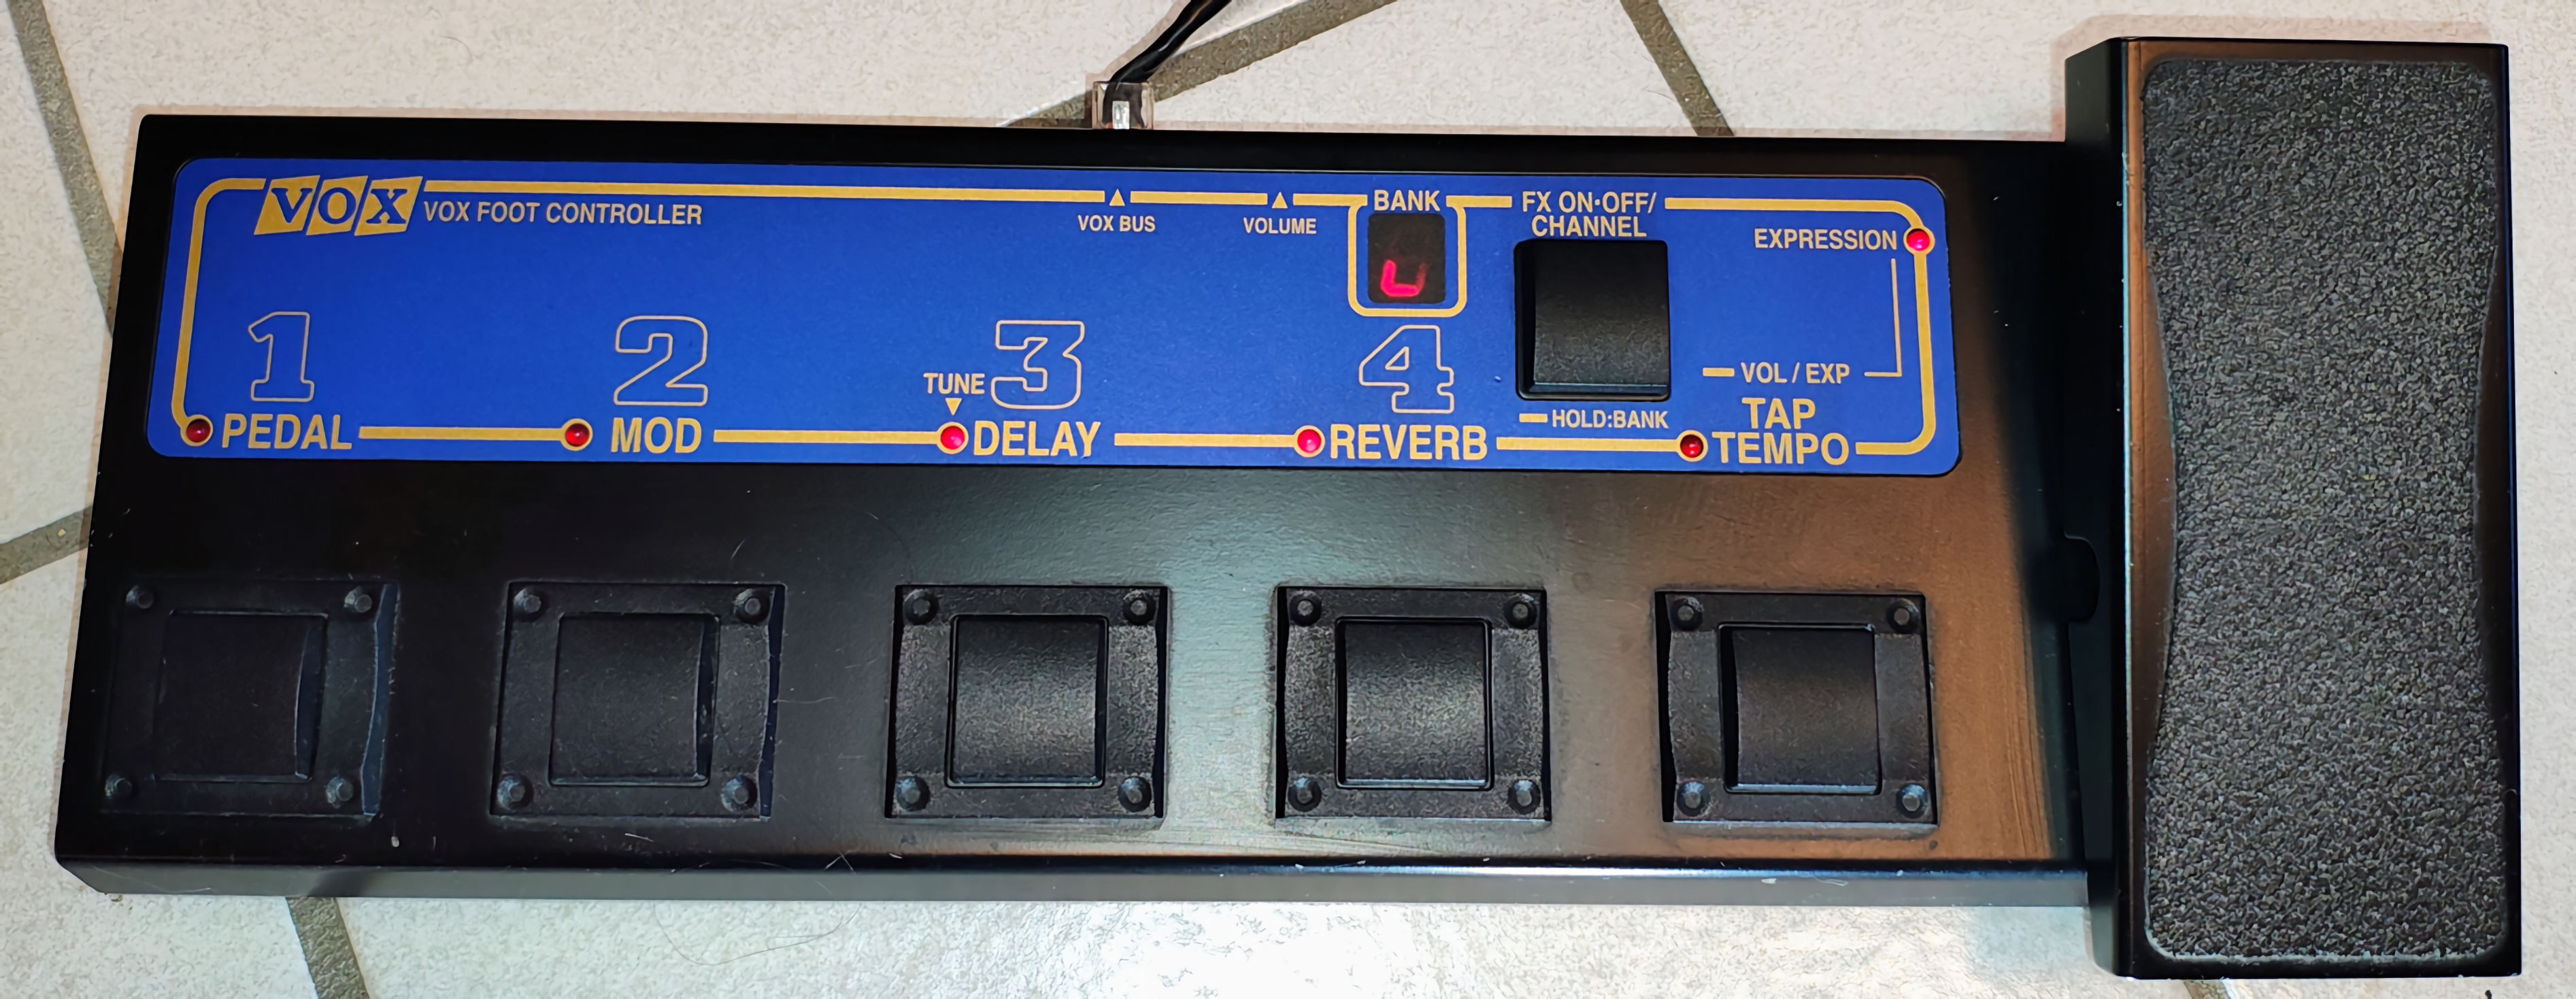 VOX VOX FOOT CONTROLLER
VOX BUS
VOLUME
BANK
FX ON·OFF/
CHANNEL
EXPRESSION
1
2
TUNE 3
4
VOL / EXP
HOLD:BANK
PEDAL
MOD
DELAY
REVERB
TAP
TEMPO